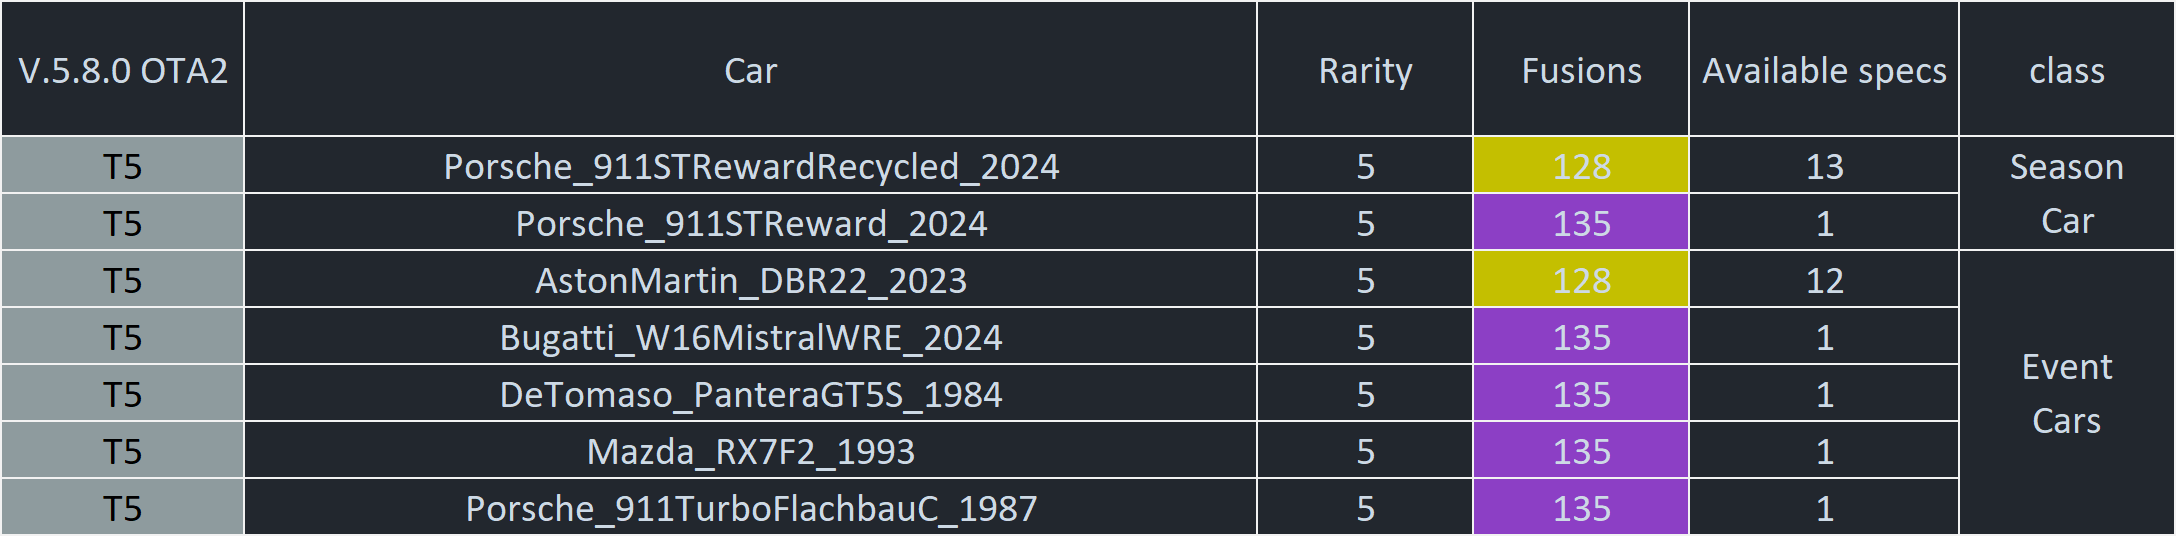 V.5.8.0 OTA2 Car Rarity Fusions Available specs class
T5 Porsche_911STRewardRecycled_2024 5 128 13 Season
T5 Porsche_911STReward_2024 5 135 1 Car
T5 AstonMartin_DBR22_2023 5 128 12
T5 Bugatti_W16MistralWRE_2024 5 135 1 Event
T5 DeTomaso_PanteraGT5S_1984 5 135 1 Cars
T5 Mazda_RX7F2_1993 5 135 1
T5 Porsche_911TurboFlachbauC_1987 5 135 1